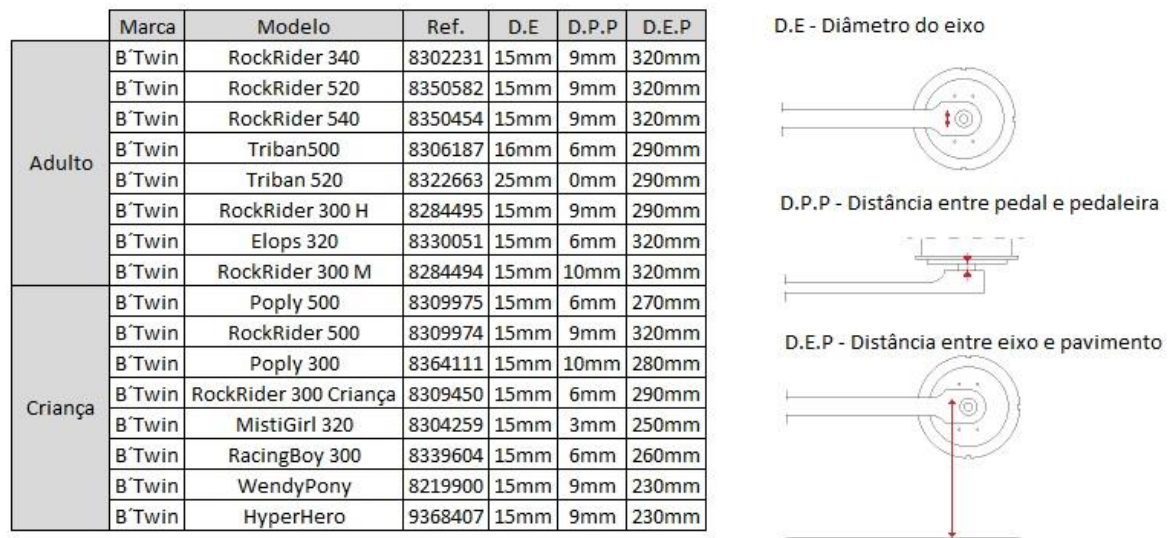 Marca Modelo Ref. D.E D.P.P D.E.P
Adulto
B´Twin RockRider 340 8302231 15mm 9mm 320mm
B´Twin RockRider 520 8350582 15mm 9mm 320mm
B´Twin RockRider 540 8350454 15mm 9mm 320mm
B´Twin Triban500 8306187 16mm 6mm 290mm
B´Twin Triban 520 8322663 25mm 0mm 290mm
B´Twin RockRider 300 H 8284495 15mm 9mm 290mm
B´Twin Elops 320 8330051 15mm 6mm 320mm
B´Twin RockRider 300 M 8284494 15mm 10mm 320mm
Criança
B´Twin Poply 500 8309975 15mm 6mm 270mm
B´Twin RockRider 500 8309974 15mm 9mm 320mm
B´Twin Poply 300 8364111 15mm 10mm 280mm
B´Twin RockRider 300 Criança 8309450 15mm 6mm 290mm
B´Twin MistiGirl 320 8304259 15mm 3mm 250mm
B´Twin RacingBoy 300 8339604 15mm 6mm 260mm
B´Twin WendyPony 8219900 15mm 9mm 230mm
B´Twin HyperHero 9368407 15mm 9mm 230mm
D.E - Diâmetro do eixo
D.P.P - Distância entre pedal e pedaleira
D.E.P - Distância entre eixo e pavimento